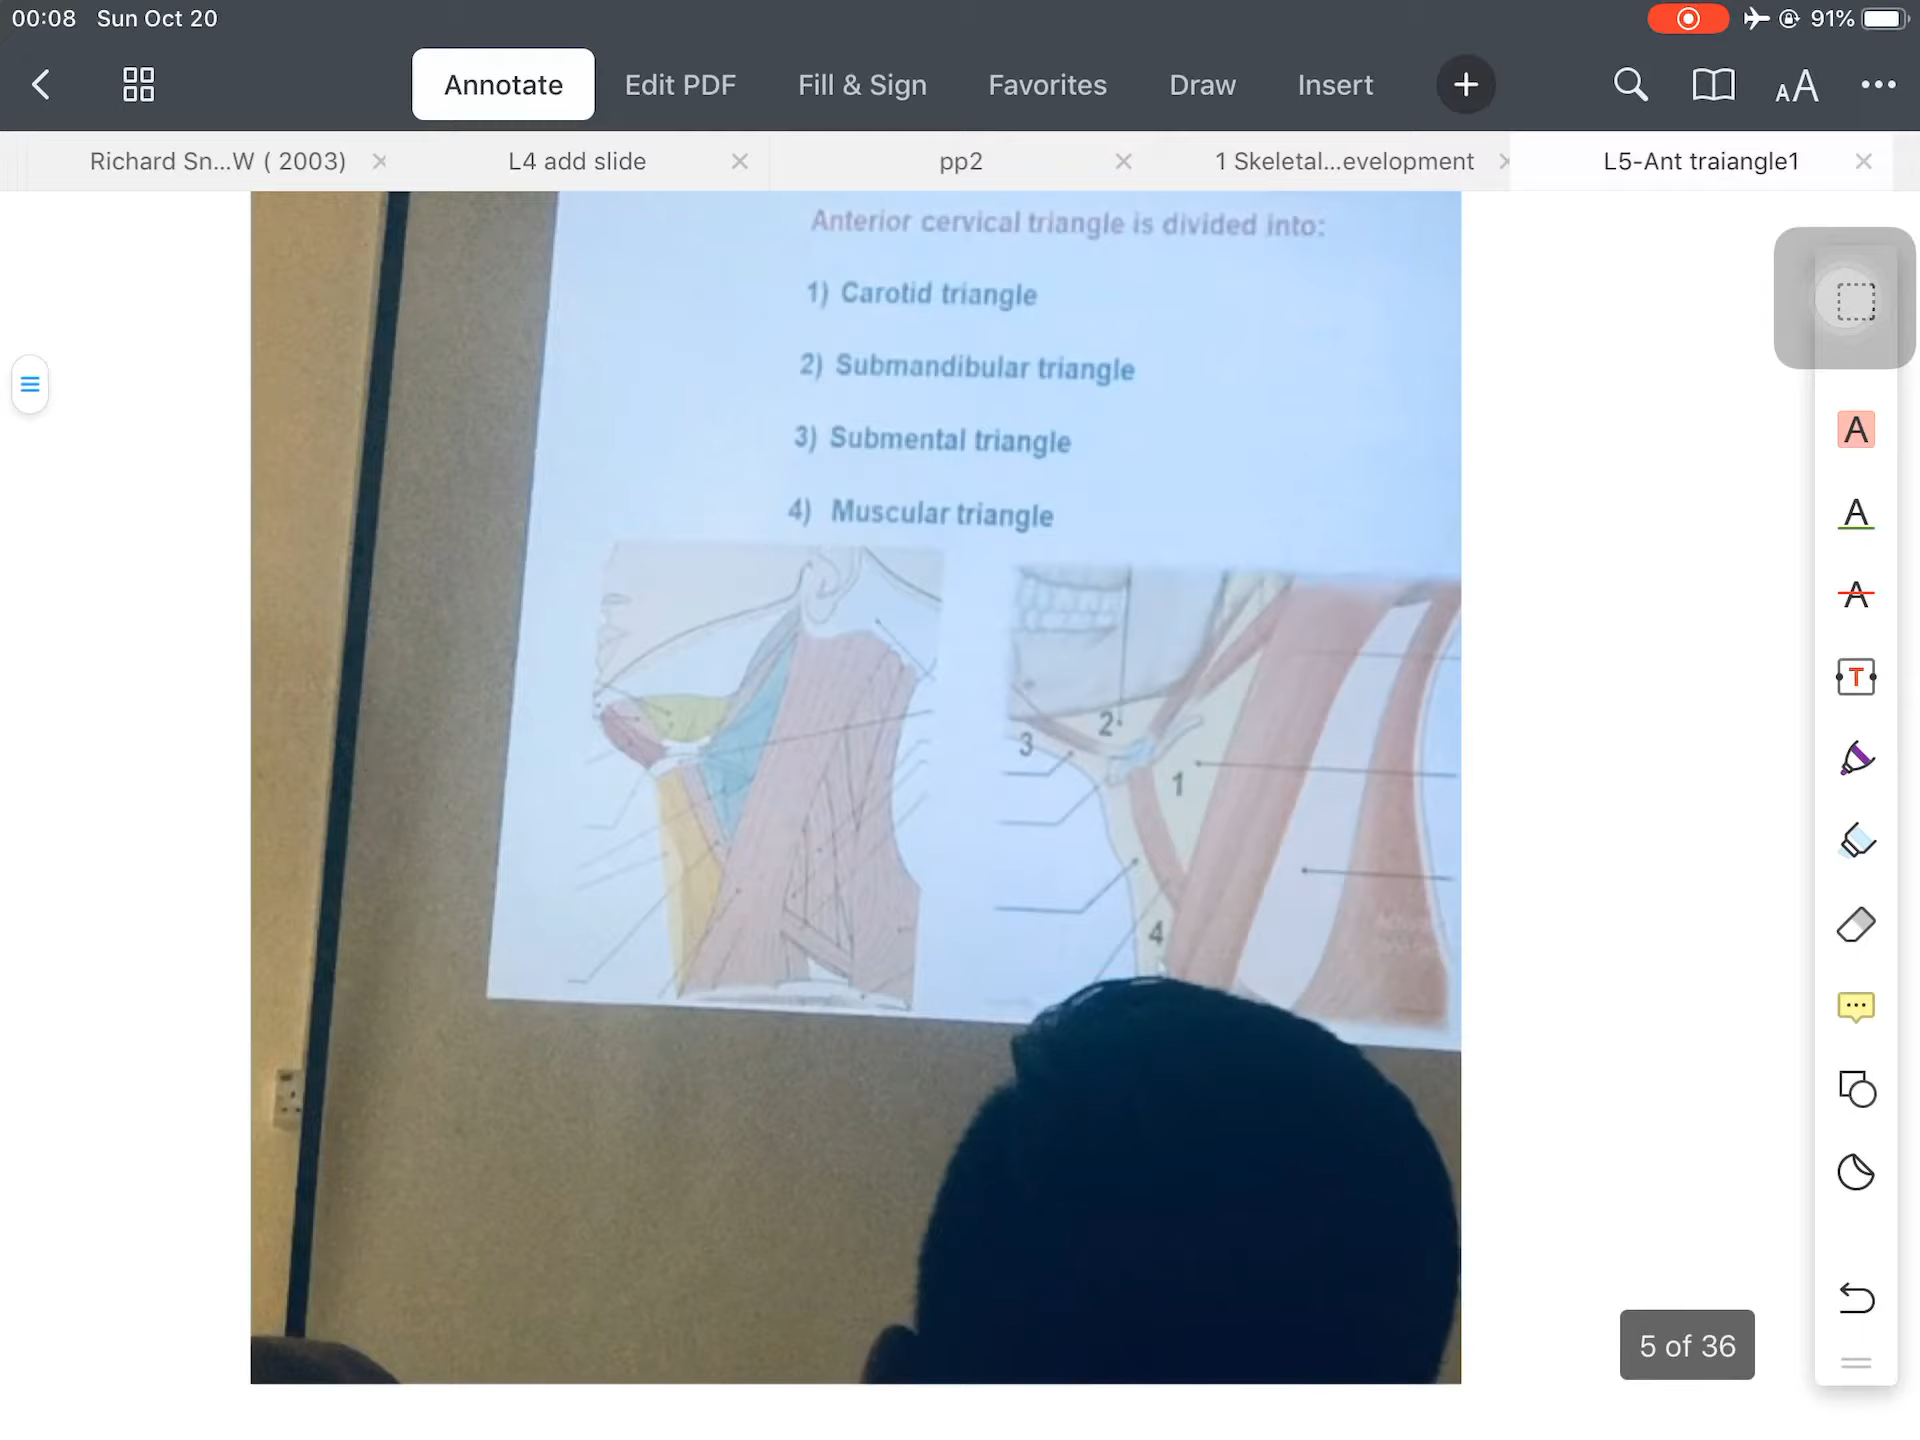 00:08 Sun Oct 20
91%
Annotate Edit PDF Fill & Sign Favorites Draw Insert
AA
Richard Sn...W ( 2003) L4 add slide pp2 1 Skeletal...evelopment L5-Ant traiangle1
Anterior cervical triangle is divided into:
1) Carotid triangle
2) Submandibular triangle
3) Submental triangle
4) Muscular triangle
2
3
1
4
A
A
A
T
5 of 36